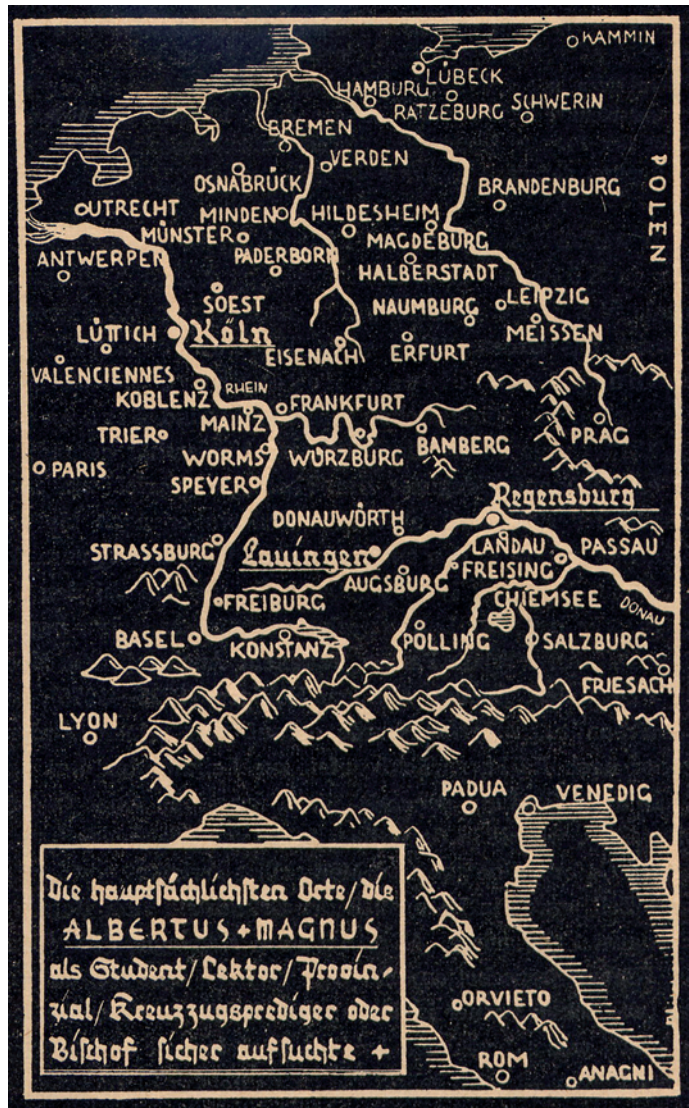 KAMMIN
LÜBECK
HAMBURG
RATZEBURG
SCHWERIN
BREMEN
VERDEN
POLEN
OSNABRÜCK
BRANDENBURG
UTRECHT
MINDEN
HILDESHEIM
MÜNSTER
MAGDEBURG
ANTWERPEN
PADERBORN
HALBERSTADT
SOEST
NAUMBURG
LEIPZIG
LÜTTICH
Köln
MEISSEN
EISENACH
ERFURT
VALENCIENNES
KOBLENZ
RHEIN
FRANKFURT
MAINZ
TRIER
BAMBERG
PRAG
WORMS
WÜRZBURG
PARIS
SPEYER
Regensburg
DONAUWÖRTH
STRASSBURG
Lauingen
LANDAU
PASSAU
AUGSBURG
FREISING
FREIBURG
CHIEMSEE
DONAU
BASEL
KONSTANZ
PÖLLING
SALZBURG
FRIESACH
LYON
PADUA
VENEDIG
Die hauptsächlichsten Orte/die
ALBERTUS + MAGNUS
als Student/Lektor/Provin-
zial/Kreuzzugsprediger oder
Bischof sicher aufsuchte +
ORVIETO
ROM
ANAGNI